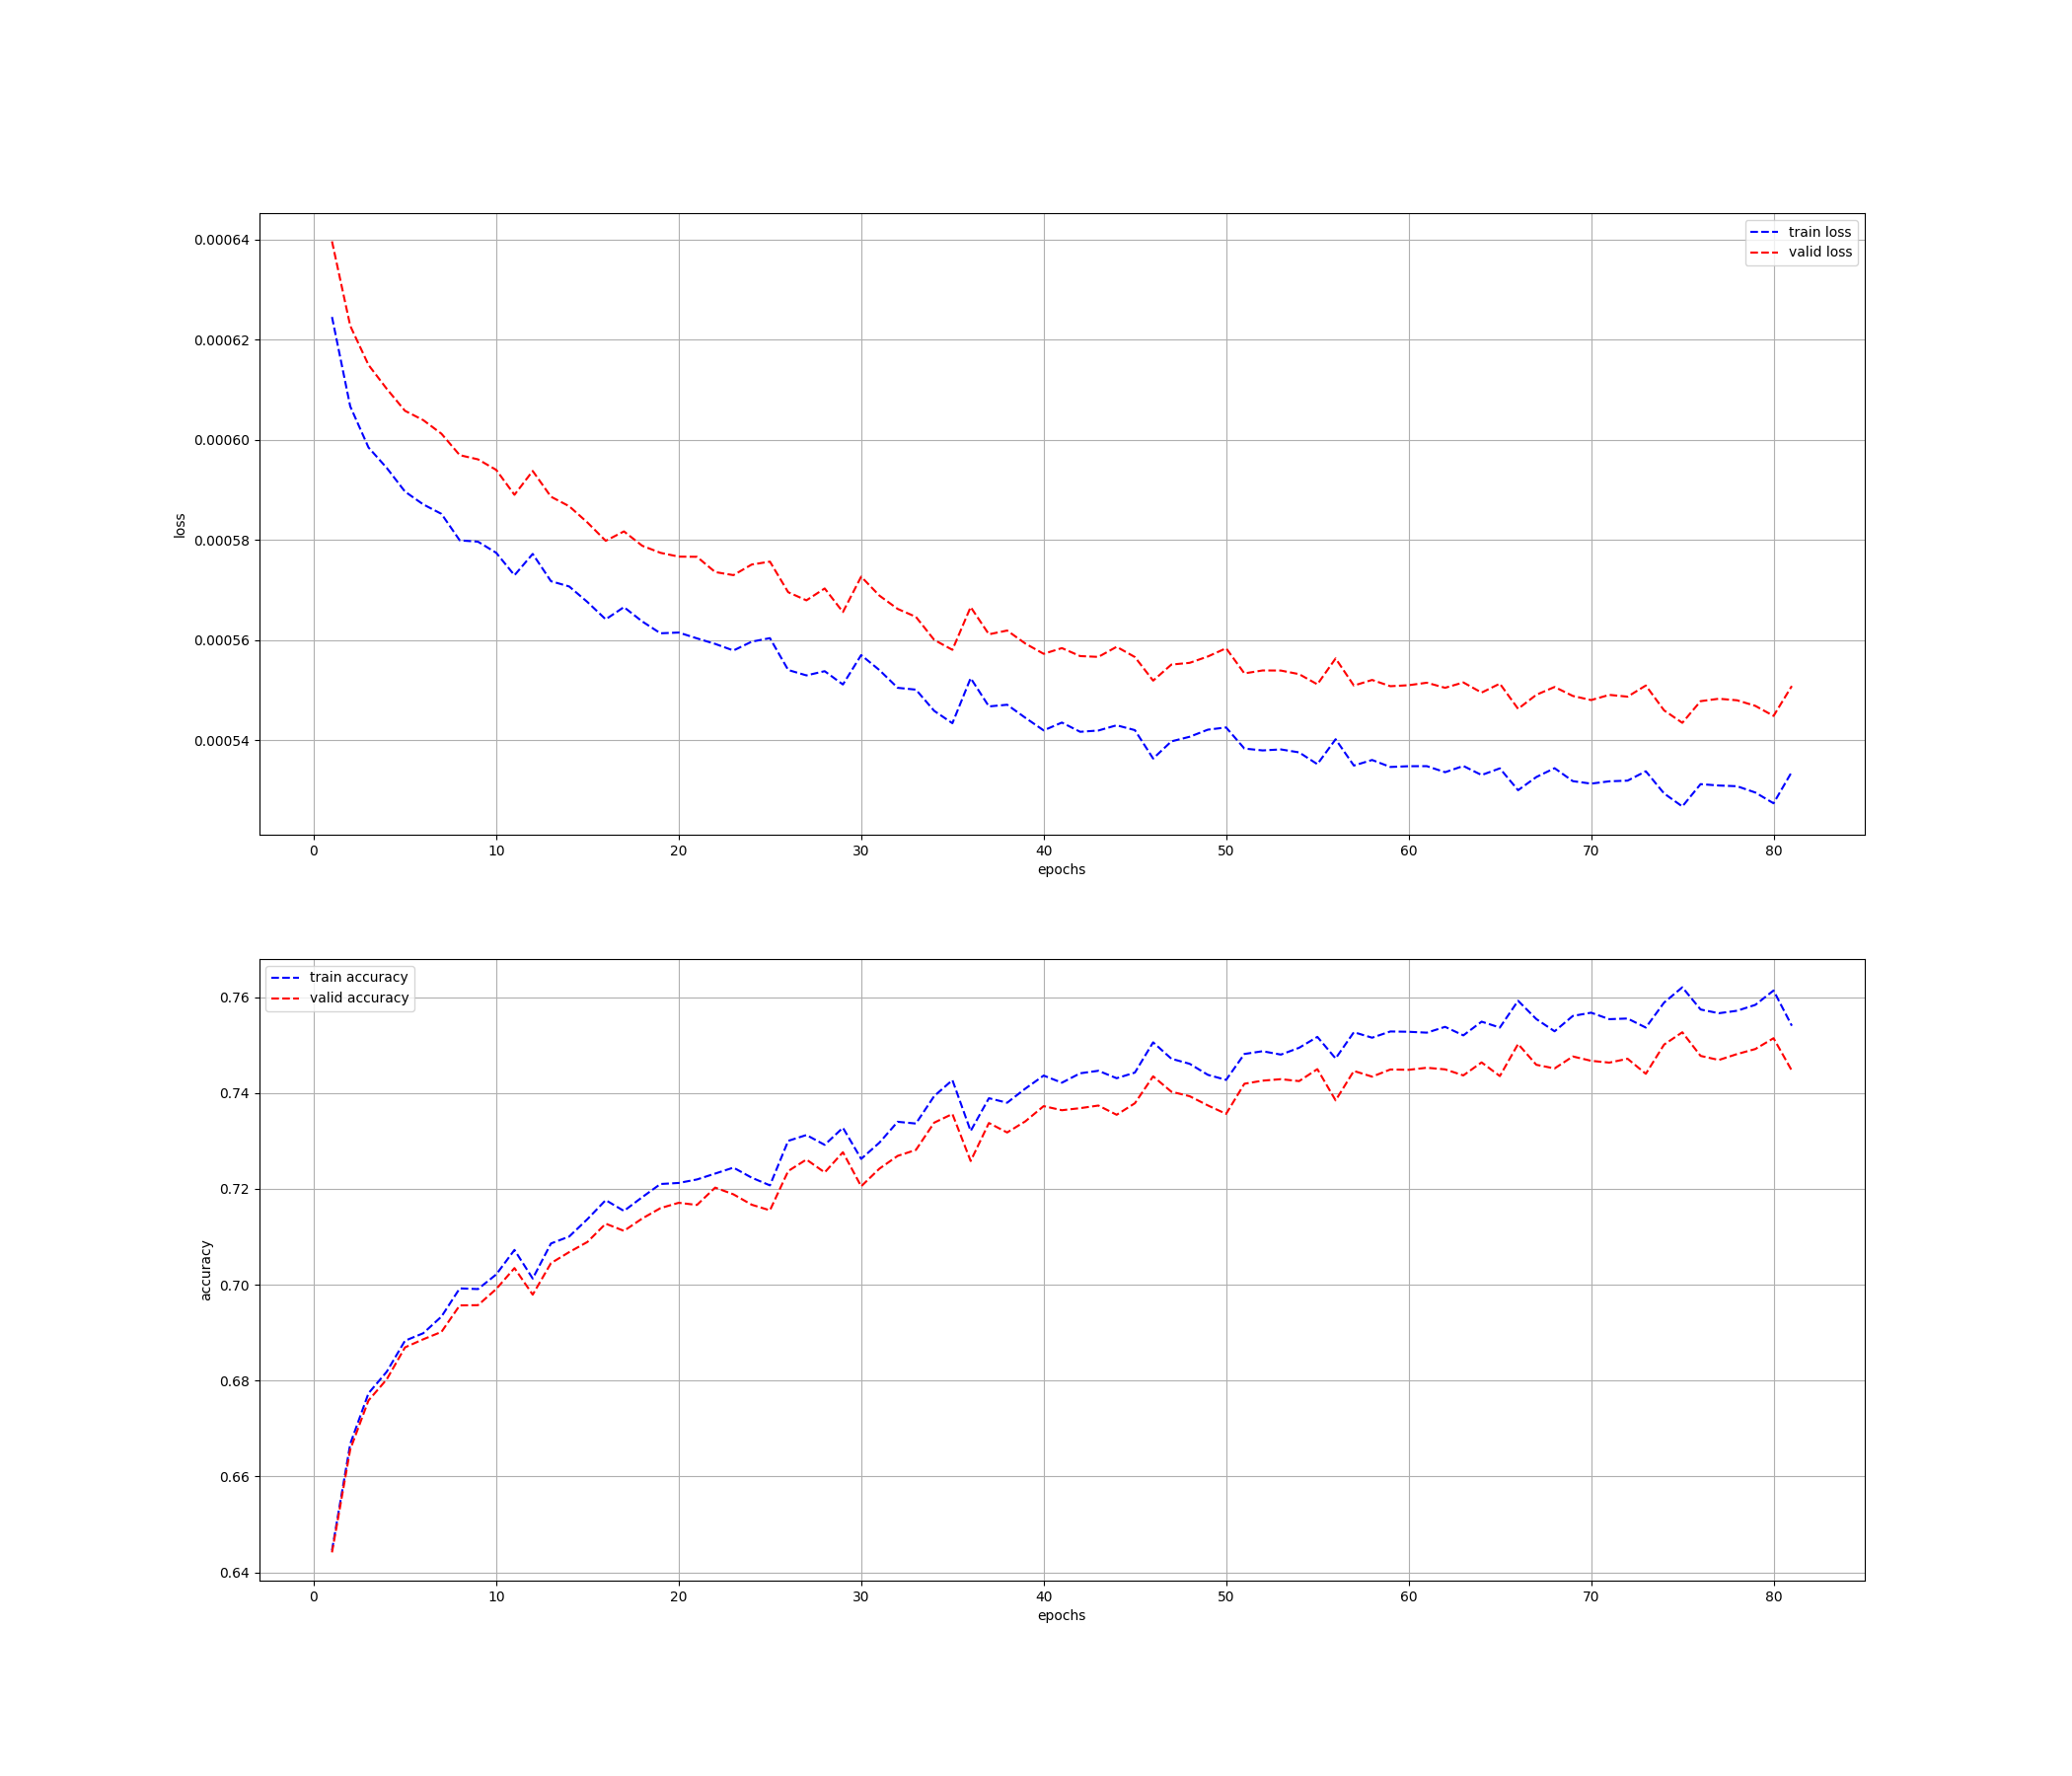 train loss
valid loss
0.00064
0.00062
0.00060
0.00058
0.00056
0.00054
loss
0 10 20 30 40 50 60 70 80
epochs
train accuracy
valid accuracy
0.76
0.74
0.72
0.70
0.68
0.66
0.64
accuracy
0 10 20 30 40 50 60 70 80
epochs